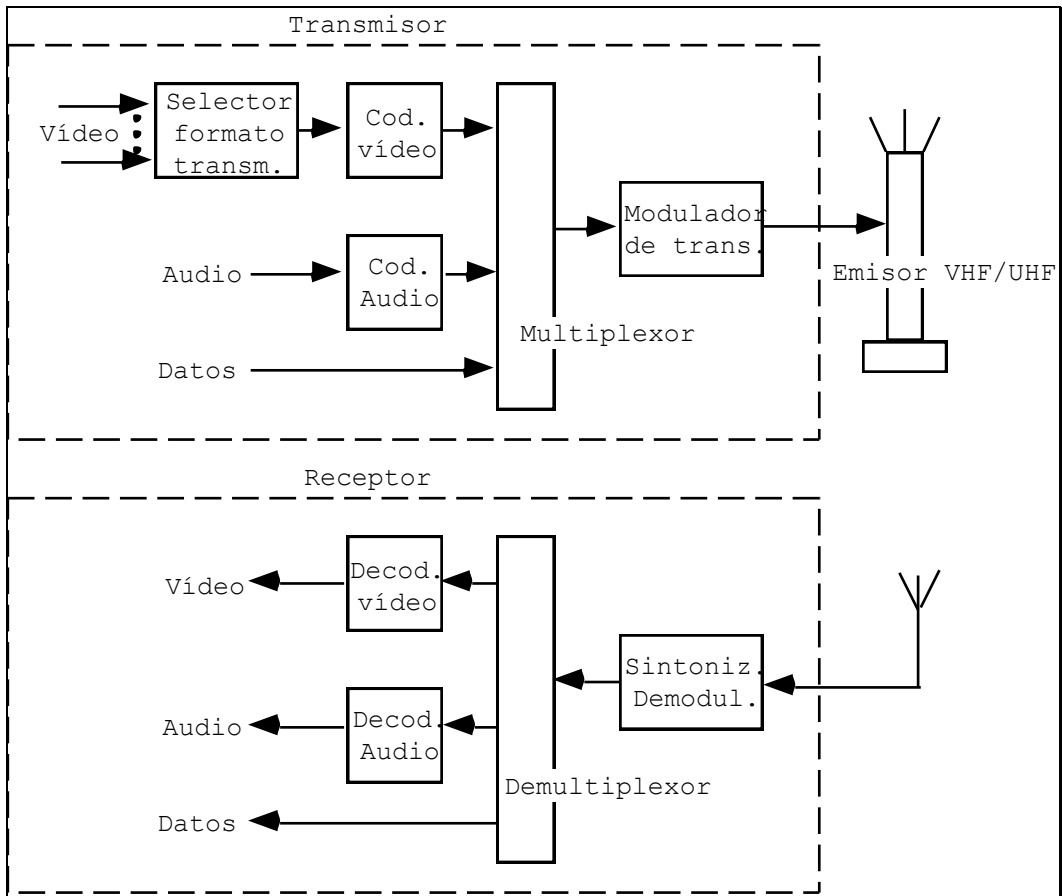 Transmisor
Selector
formato
transm.
Vídeo
Cod.
vídeo
Audio
Cod.
Audio
Datos
Multiplexor
Modulador
de trans.
Emisor VHF/UHF
Receptor
Vídeo
Decod.
vídeo
Audio
Decod.
Audio
Datos
Demultiplexor
Sintoniz.
Demodul.